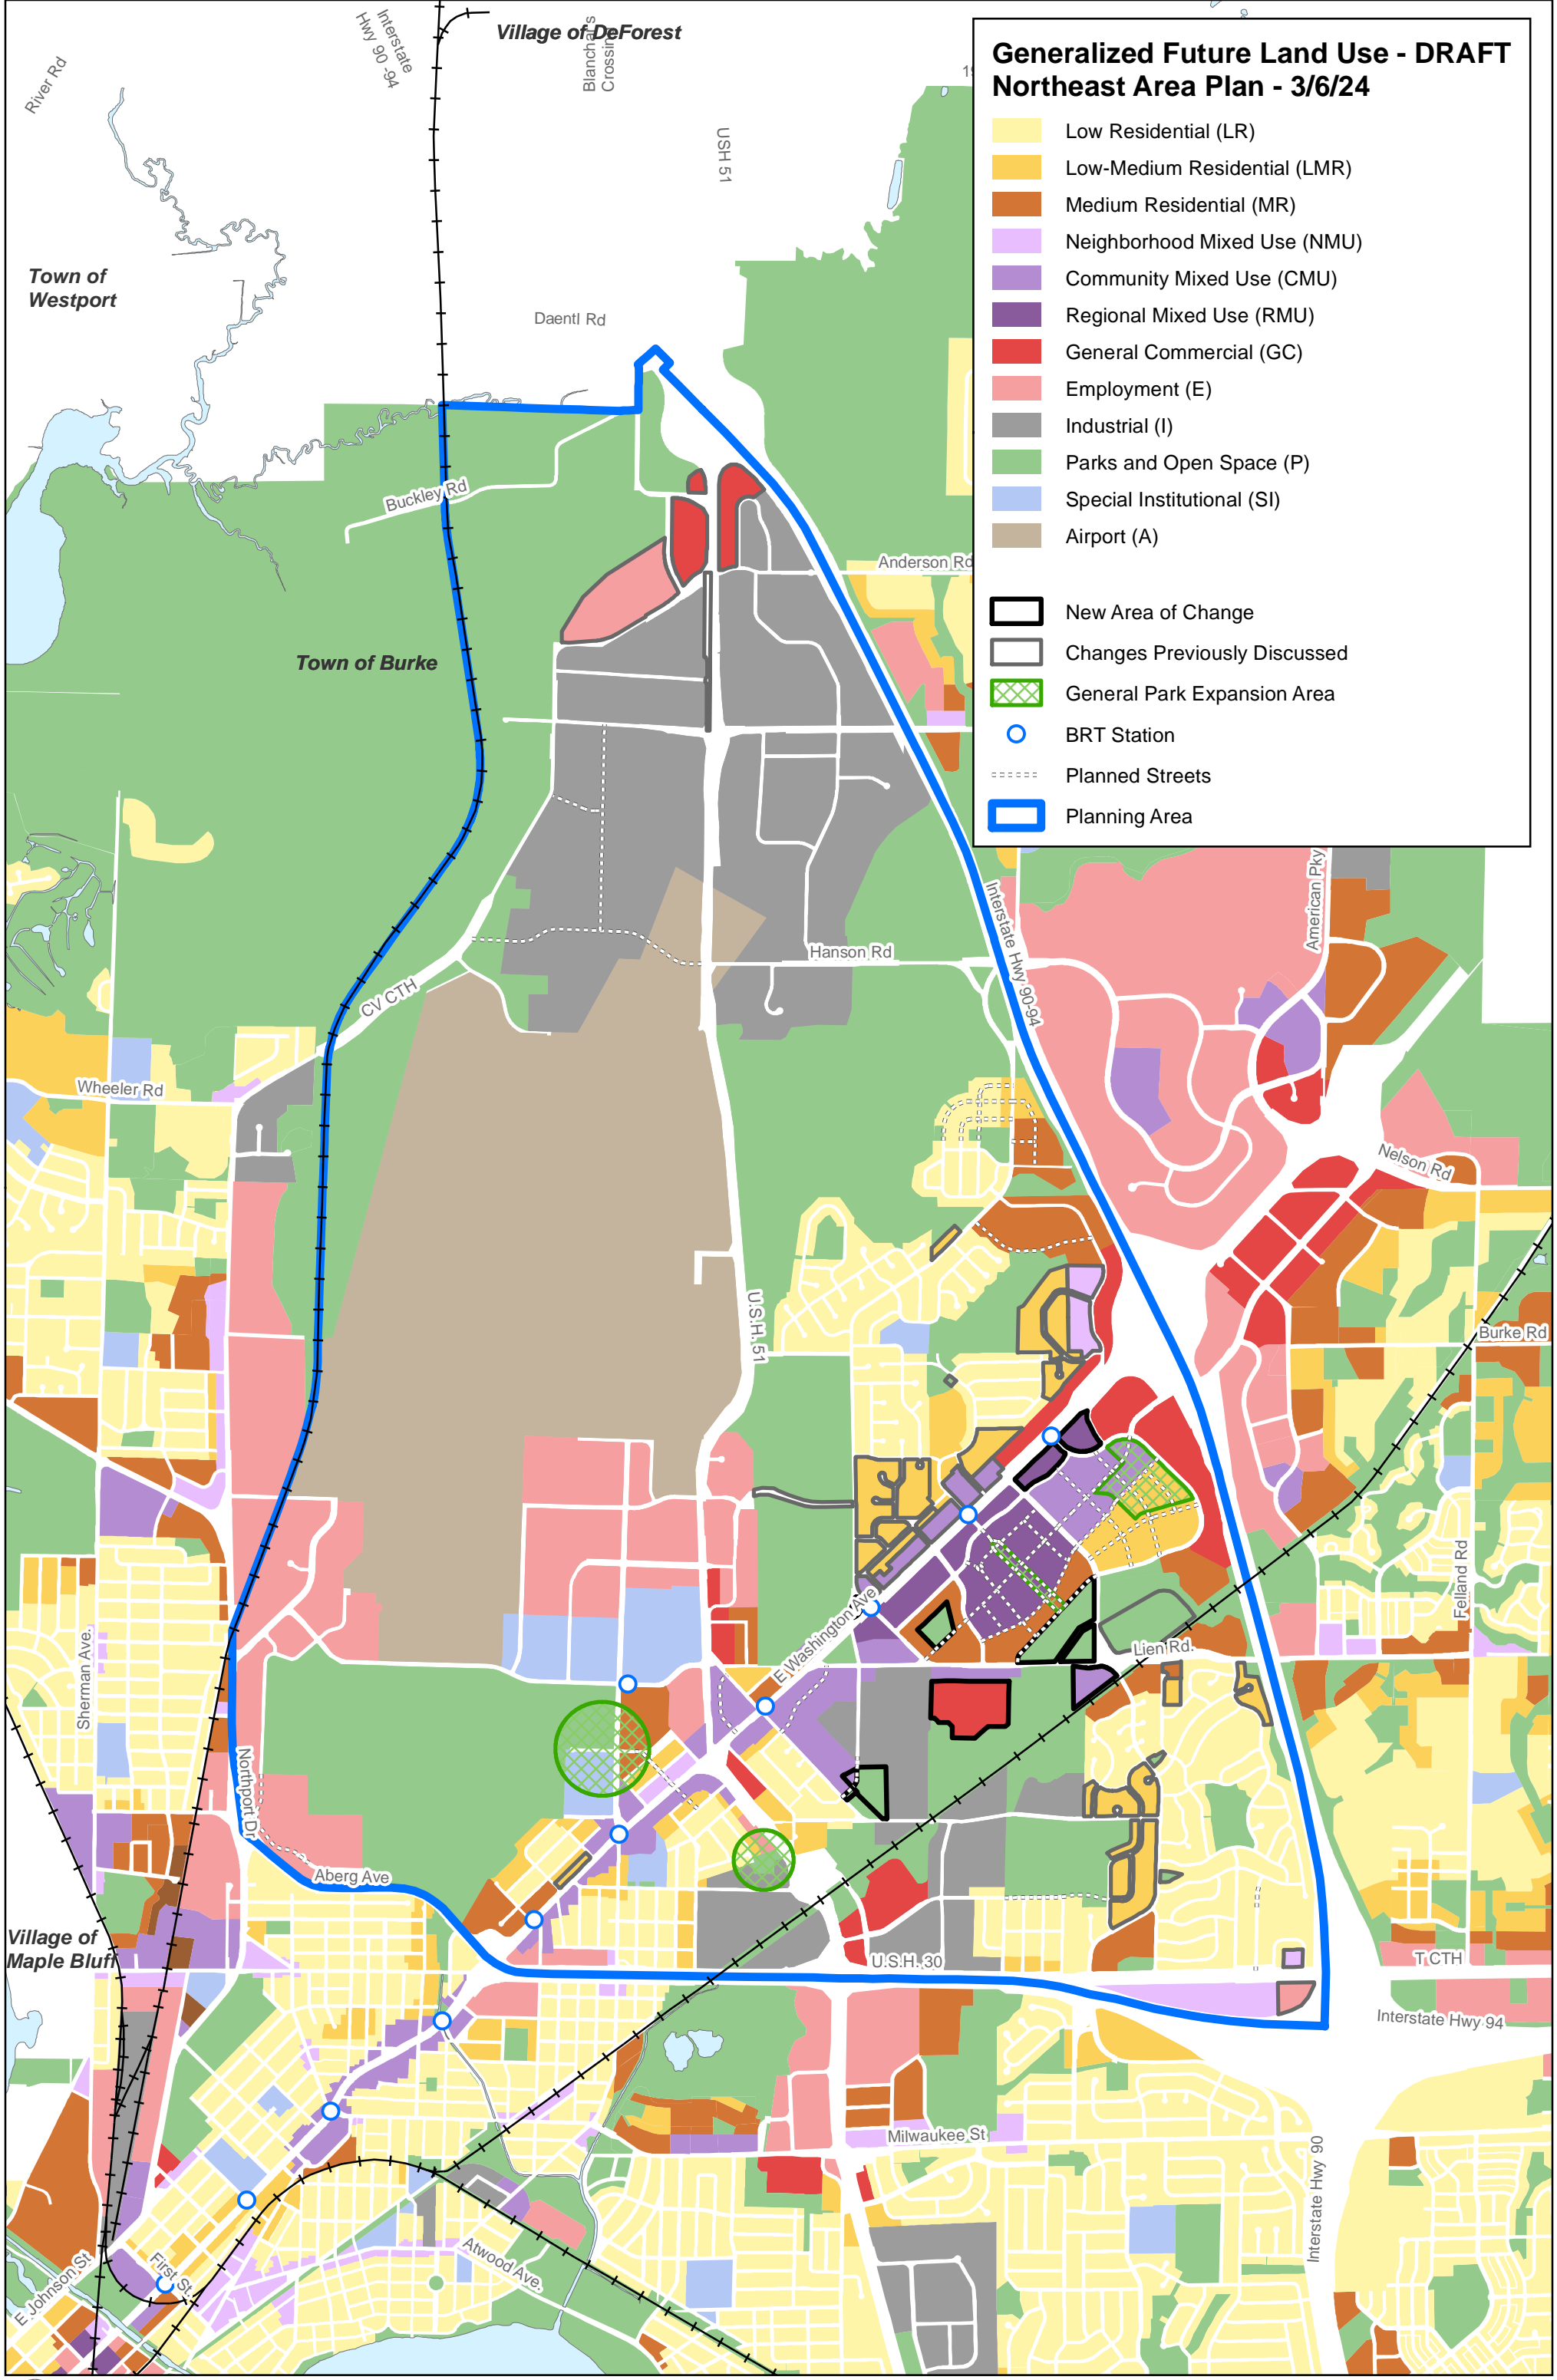 Village of DeForest
Interstate
Hwy 90 -94
Blanchar's
Crossing
River Rd
USH 51
Generalized Future Land Use - DRAFT
Northeast Area Plan - 3/6/24
Low Residential (LR)
Low-Medium Residential (LMR)
Medium Residential (MR)
Neighborhood Mixed Use (NMU)
Community Mixed Use (CMU)
Regional Mixed Use (RMU)
General Commercial (GC)
Employment (E)
Industrial (I)
Parks and Open Space (P)
Special Institutional (SI)
Airport (A)
New Area of Change
Changes Previously Discussed
General Park Expansion Area
BRT Station
Planned Streets
Planning Area
Town of
Westport
Daentl Rd
Buckley Rd
Anderson Rd
Town of Burke
American Pky
Interstate Hwy 90-94
Hanson Rd
CV CTH
Wheeler Rd
Nelson Rd
U.S.H. 51
Burke Rd
Felland Rd
E Washington Ave
Sherman Ave.
Lien Rd.
Northport Dr
Aberg Ave
Village of
Maple Bluff
U.S.H. 30
T CTH
Interstate Hwy 94
Milwaukee St
Interstate Hwy 90
Atwood Ave.
First St.
E Johnson St